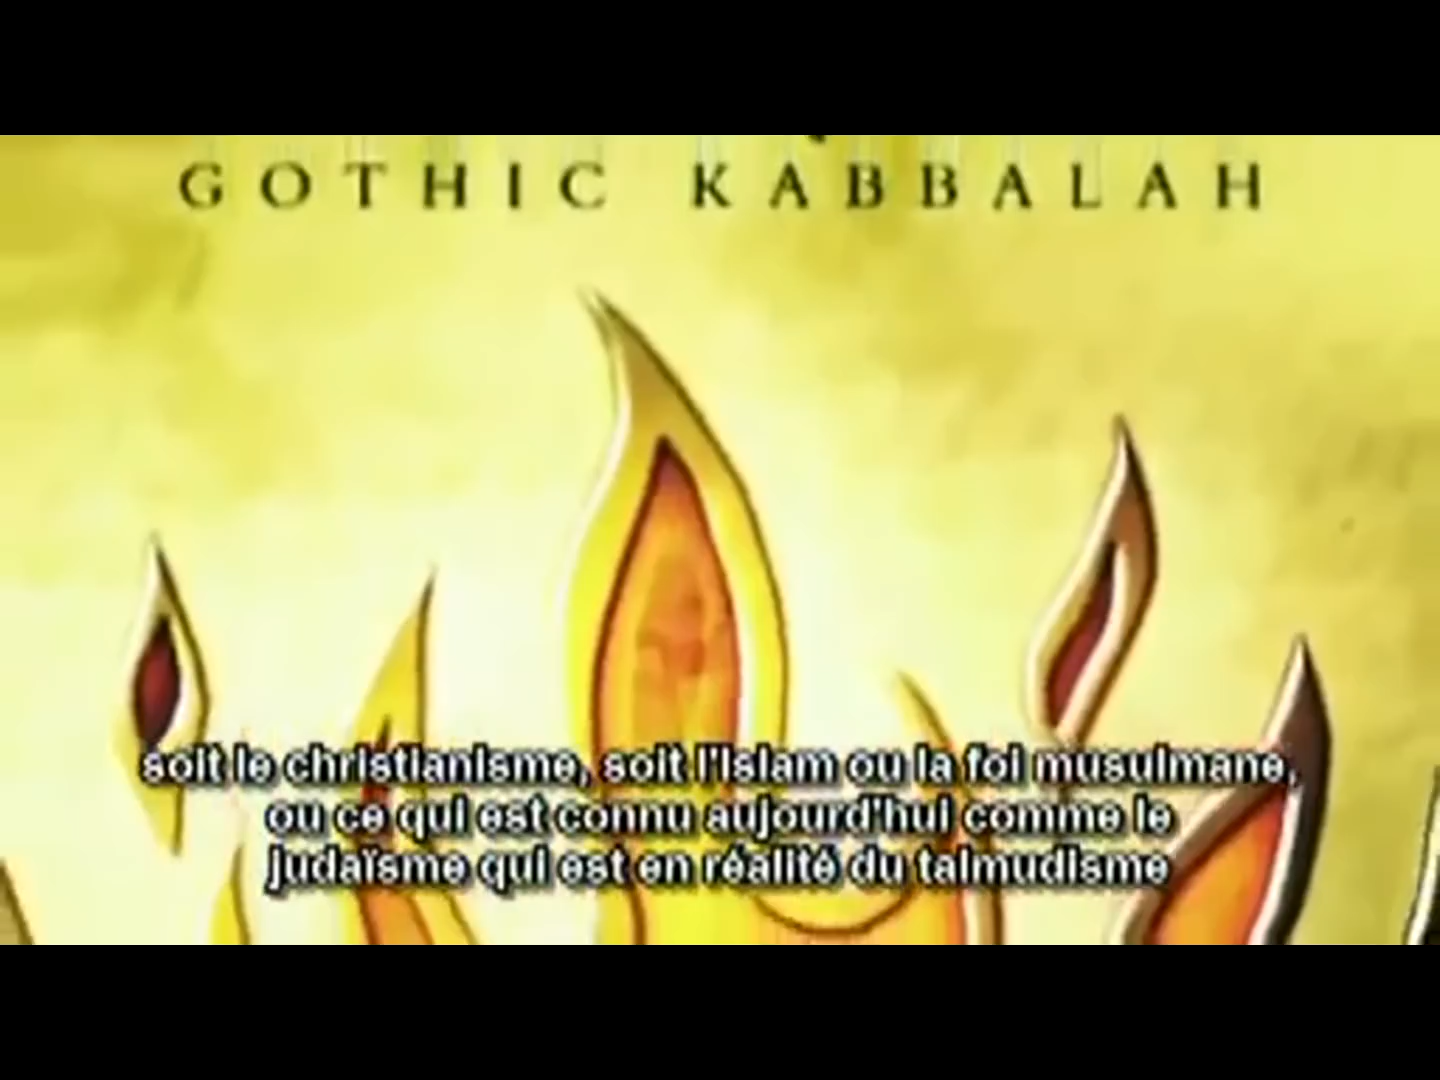 GOTHIC KABBALAH
soit le christianisme, soit l'Islam ou la foi musulmane,
ou ce qui est connu aujourd'hui comme le
judaïsme qui est en réalité du talmudisme